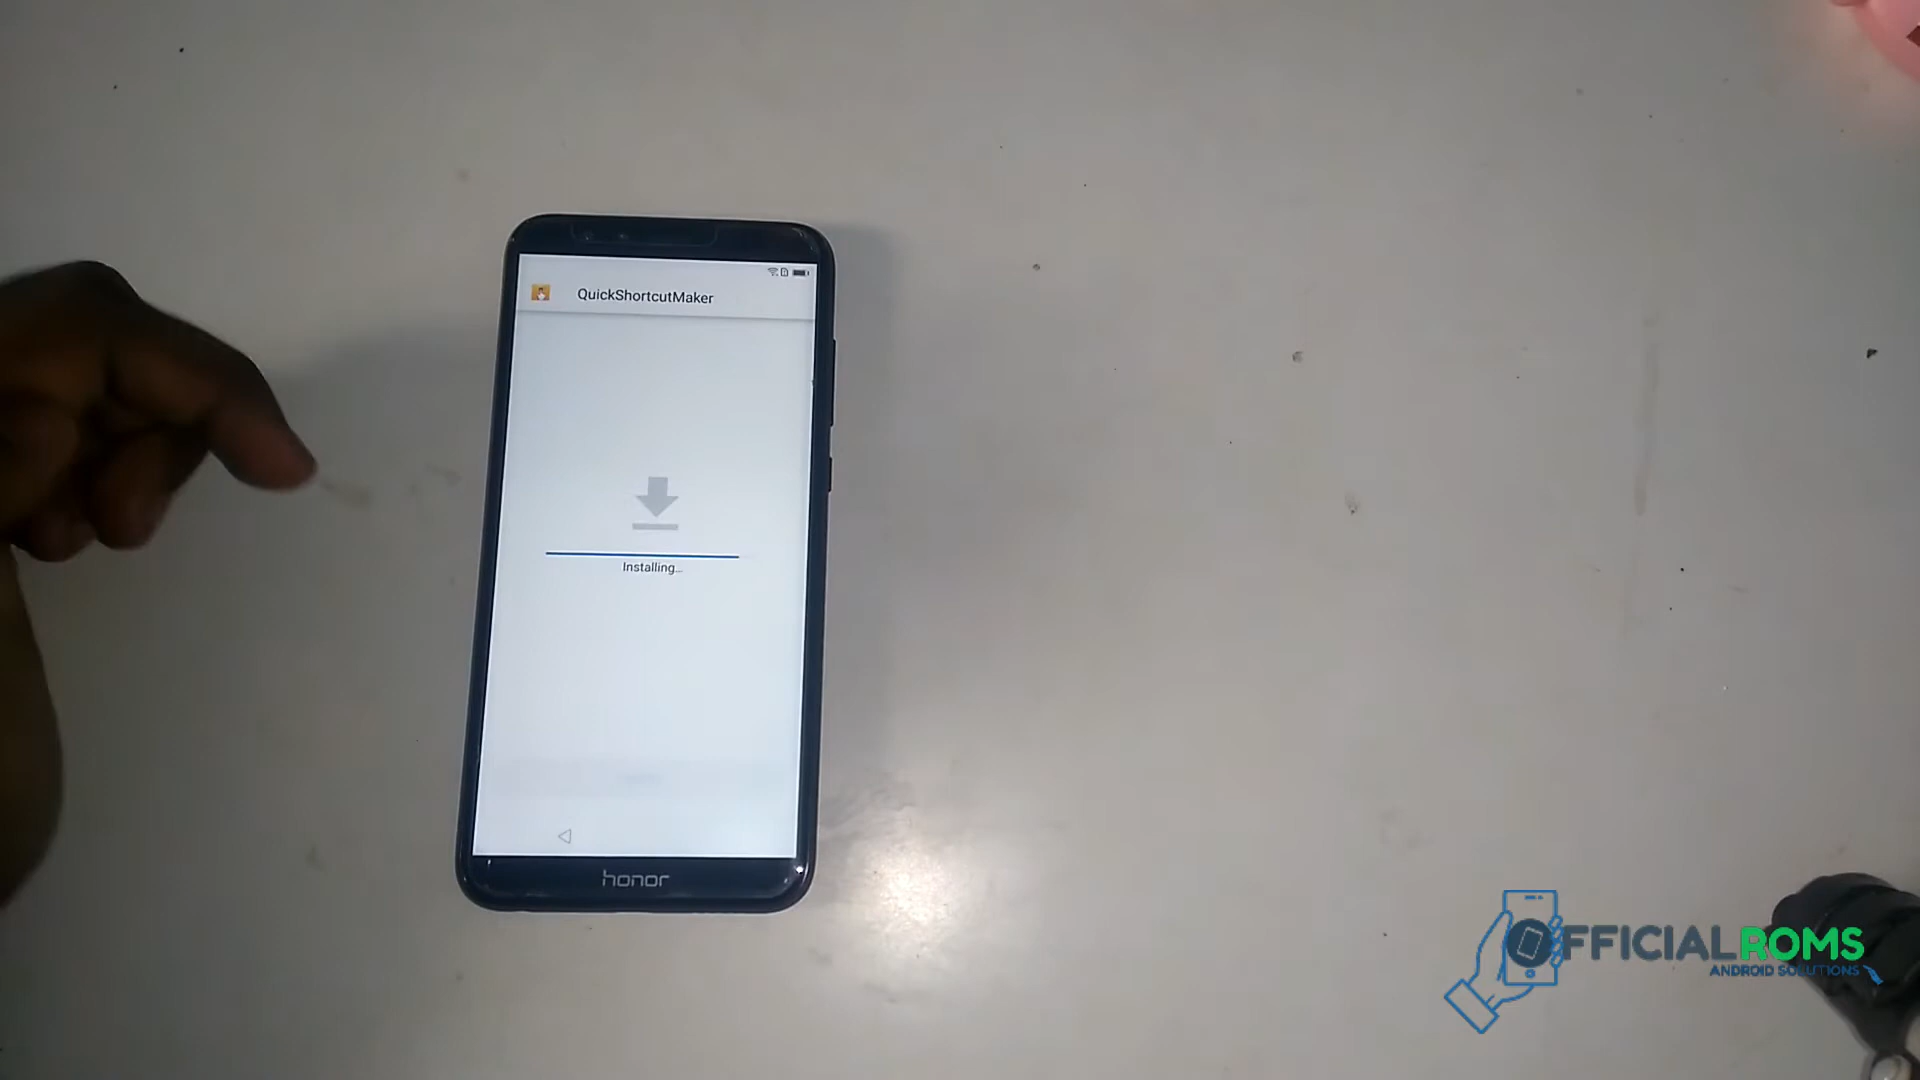 QuickShortcutMaker
Installing...
honor
OFFICIALROMS
ANDROID SOLUTIONS